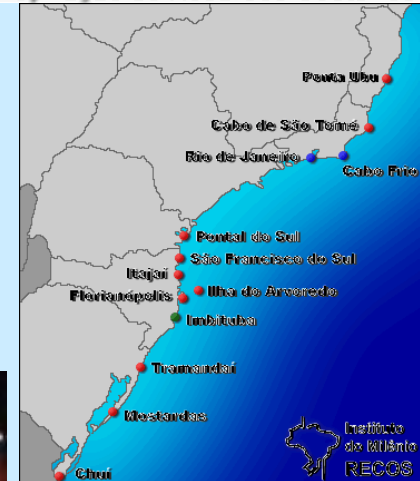 Ponta Ubu
Cabo de São Tomé
Rio de Janeiro
Cabo Frio
Pontal do Sul
São Francisco do Sul
Itajaí
Florianópolis
Ilha do Arvoredo
Imbituba
Tramandaí
Mostardas
Chuí
Instituto
do Milênio
RECOS